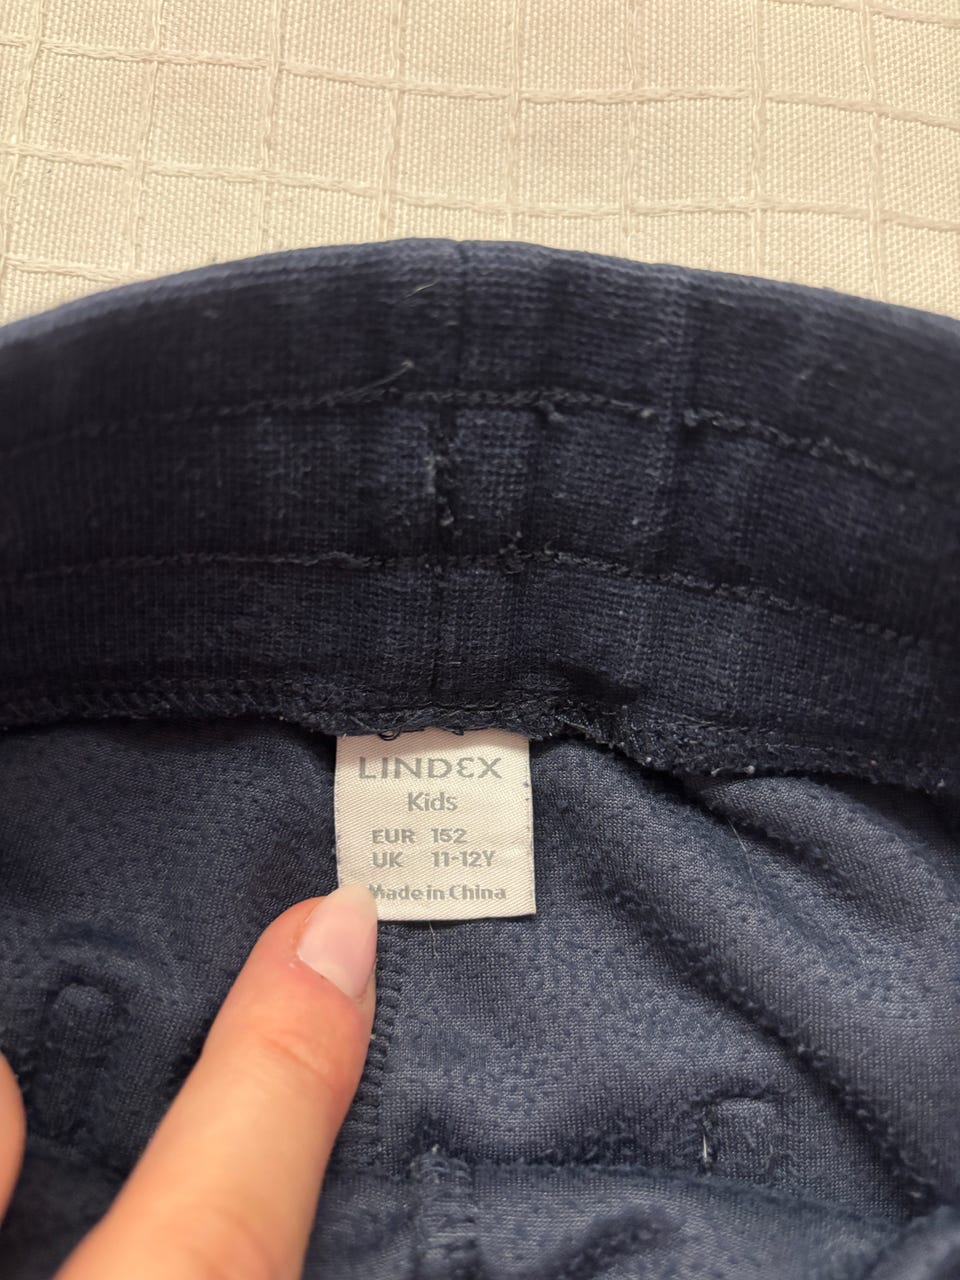 LINDEX
Kids
EUR 152
UK 11-12Y
Made in China